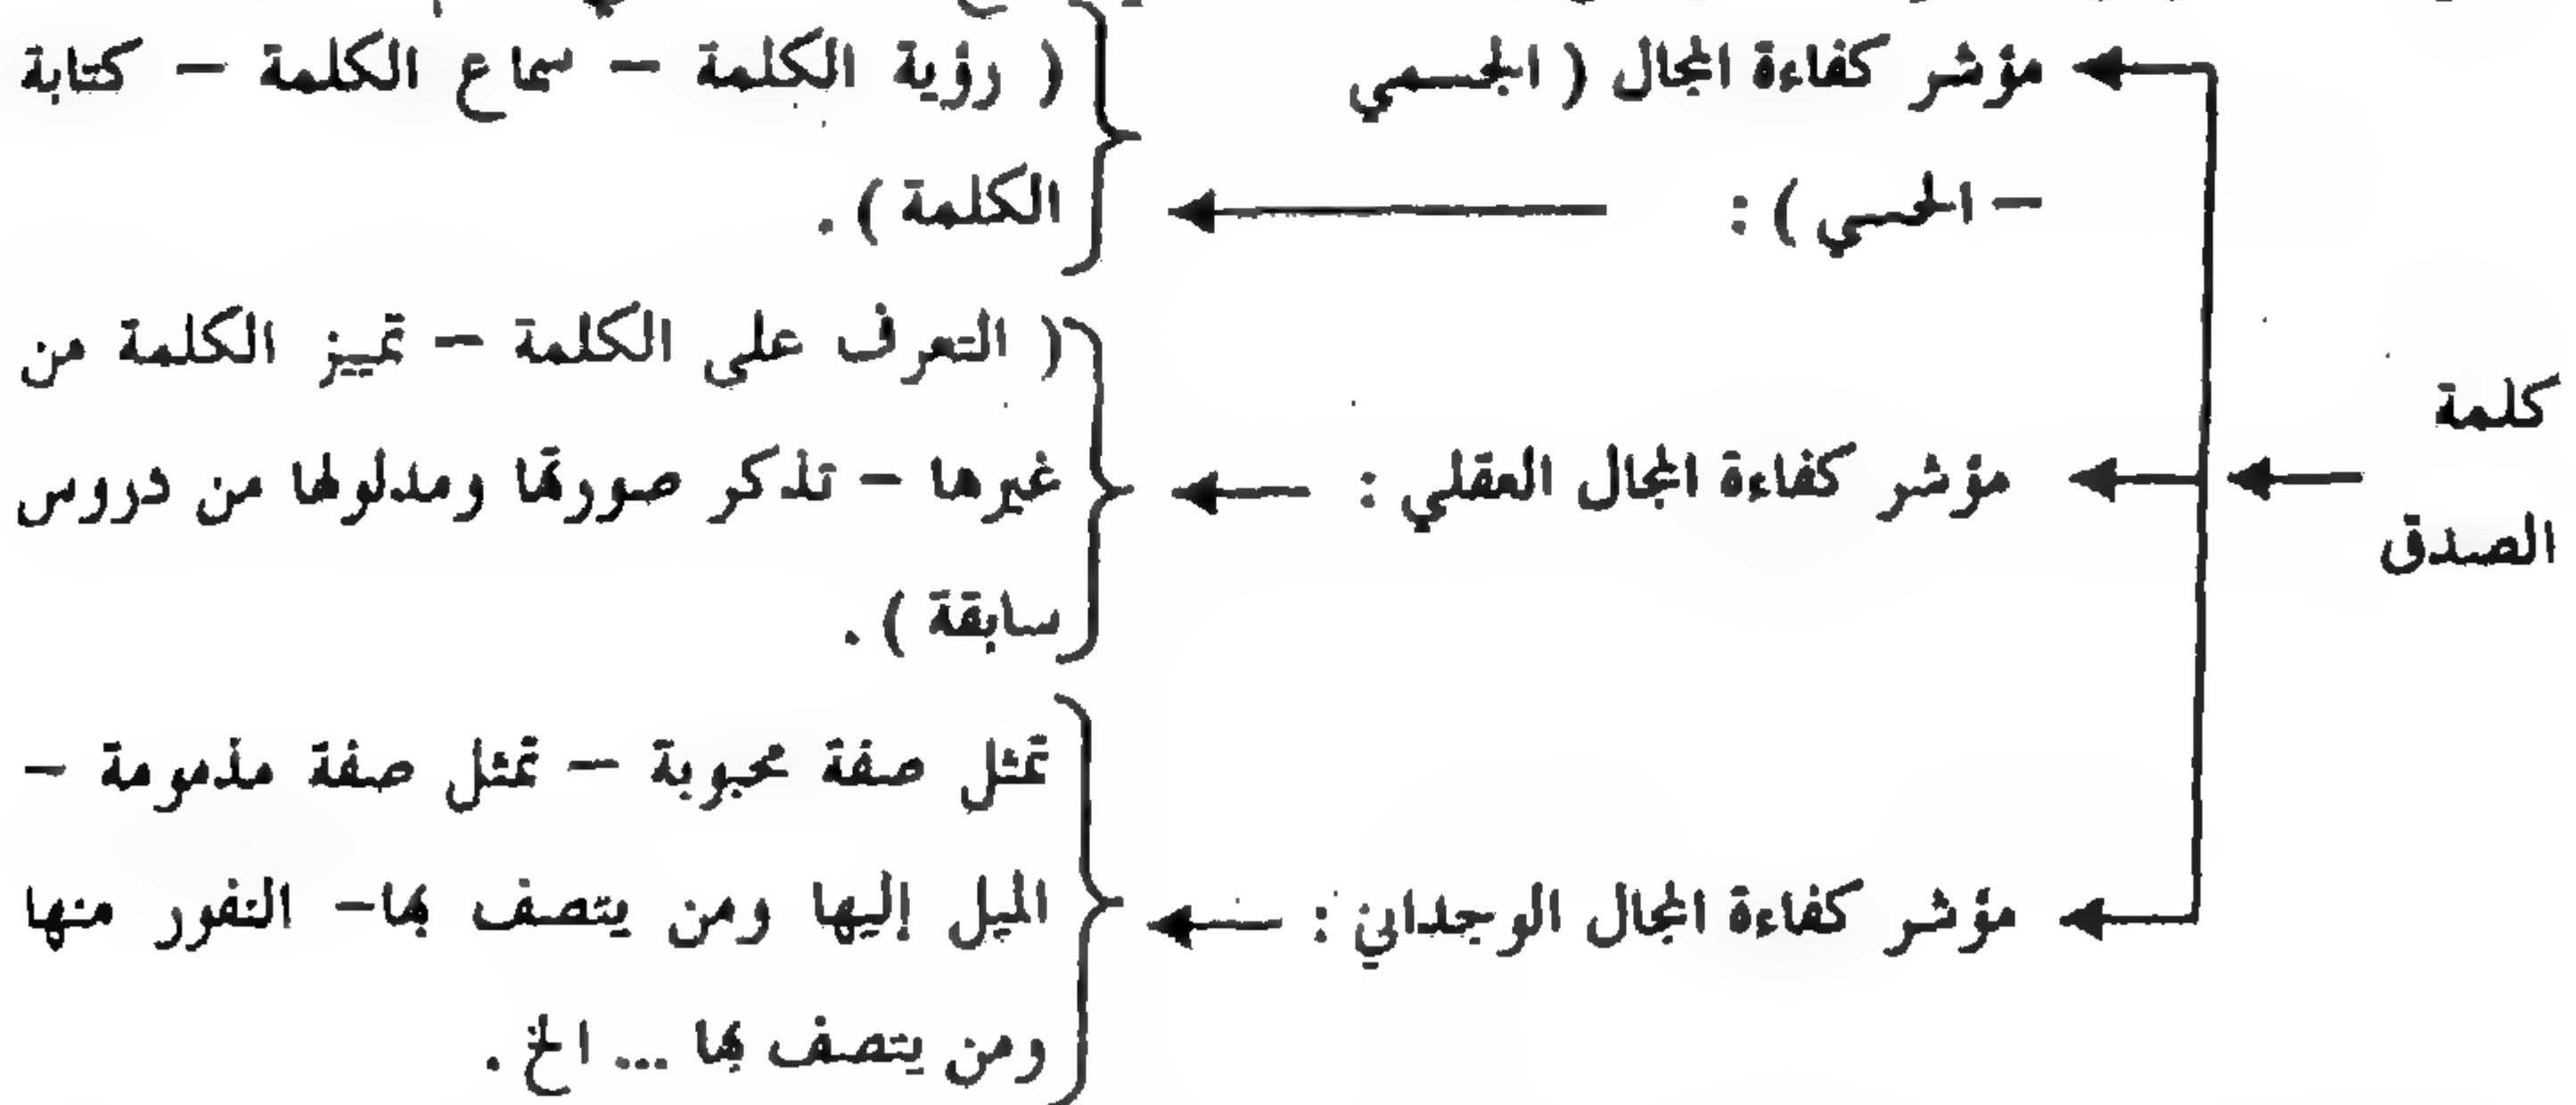 كلمة
الصدق
مؤشر كفاءة المجال ( الجسمي
– الحسي ) :
( رؤية الكلمة – سماع الكلمة – كتابة
الكلمة ) .
مؤشر كفاءة المجال العقلي :
( التعرف على الكلمة – تمييز الكلمة من
غيرها – تذكر صورتها ومدلولها من دروس
سابقة ) .
مؤشر كفاءة المجال الوجداني :
تمثل صفة محبوبة – تمثل صفة مذمومة –
الميل إليها ومن يتصف بها – النفور منها
ومن يتصف بها ... الخ .